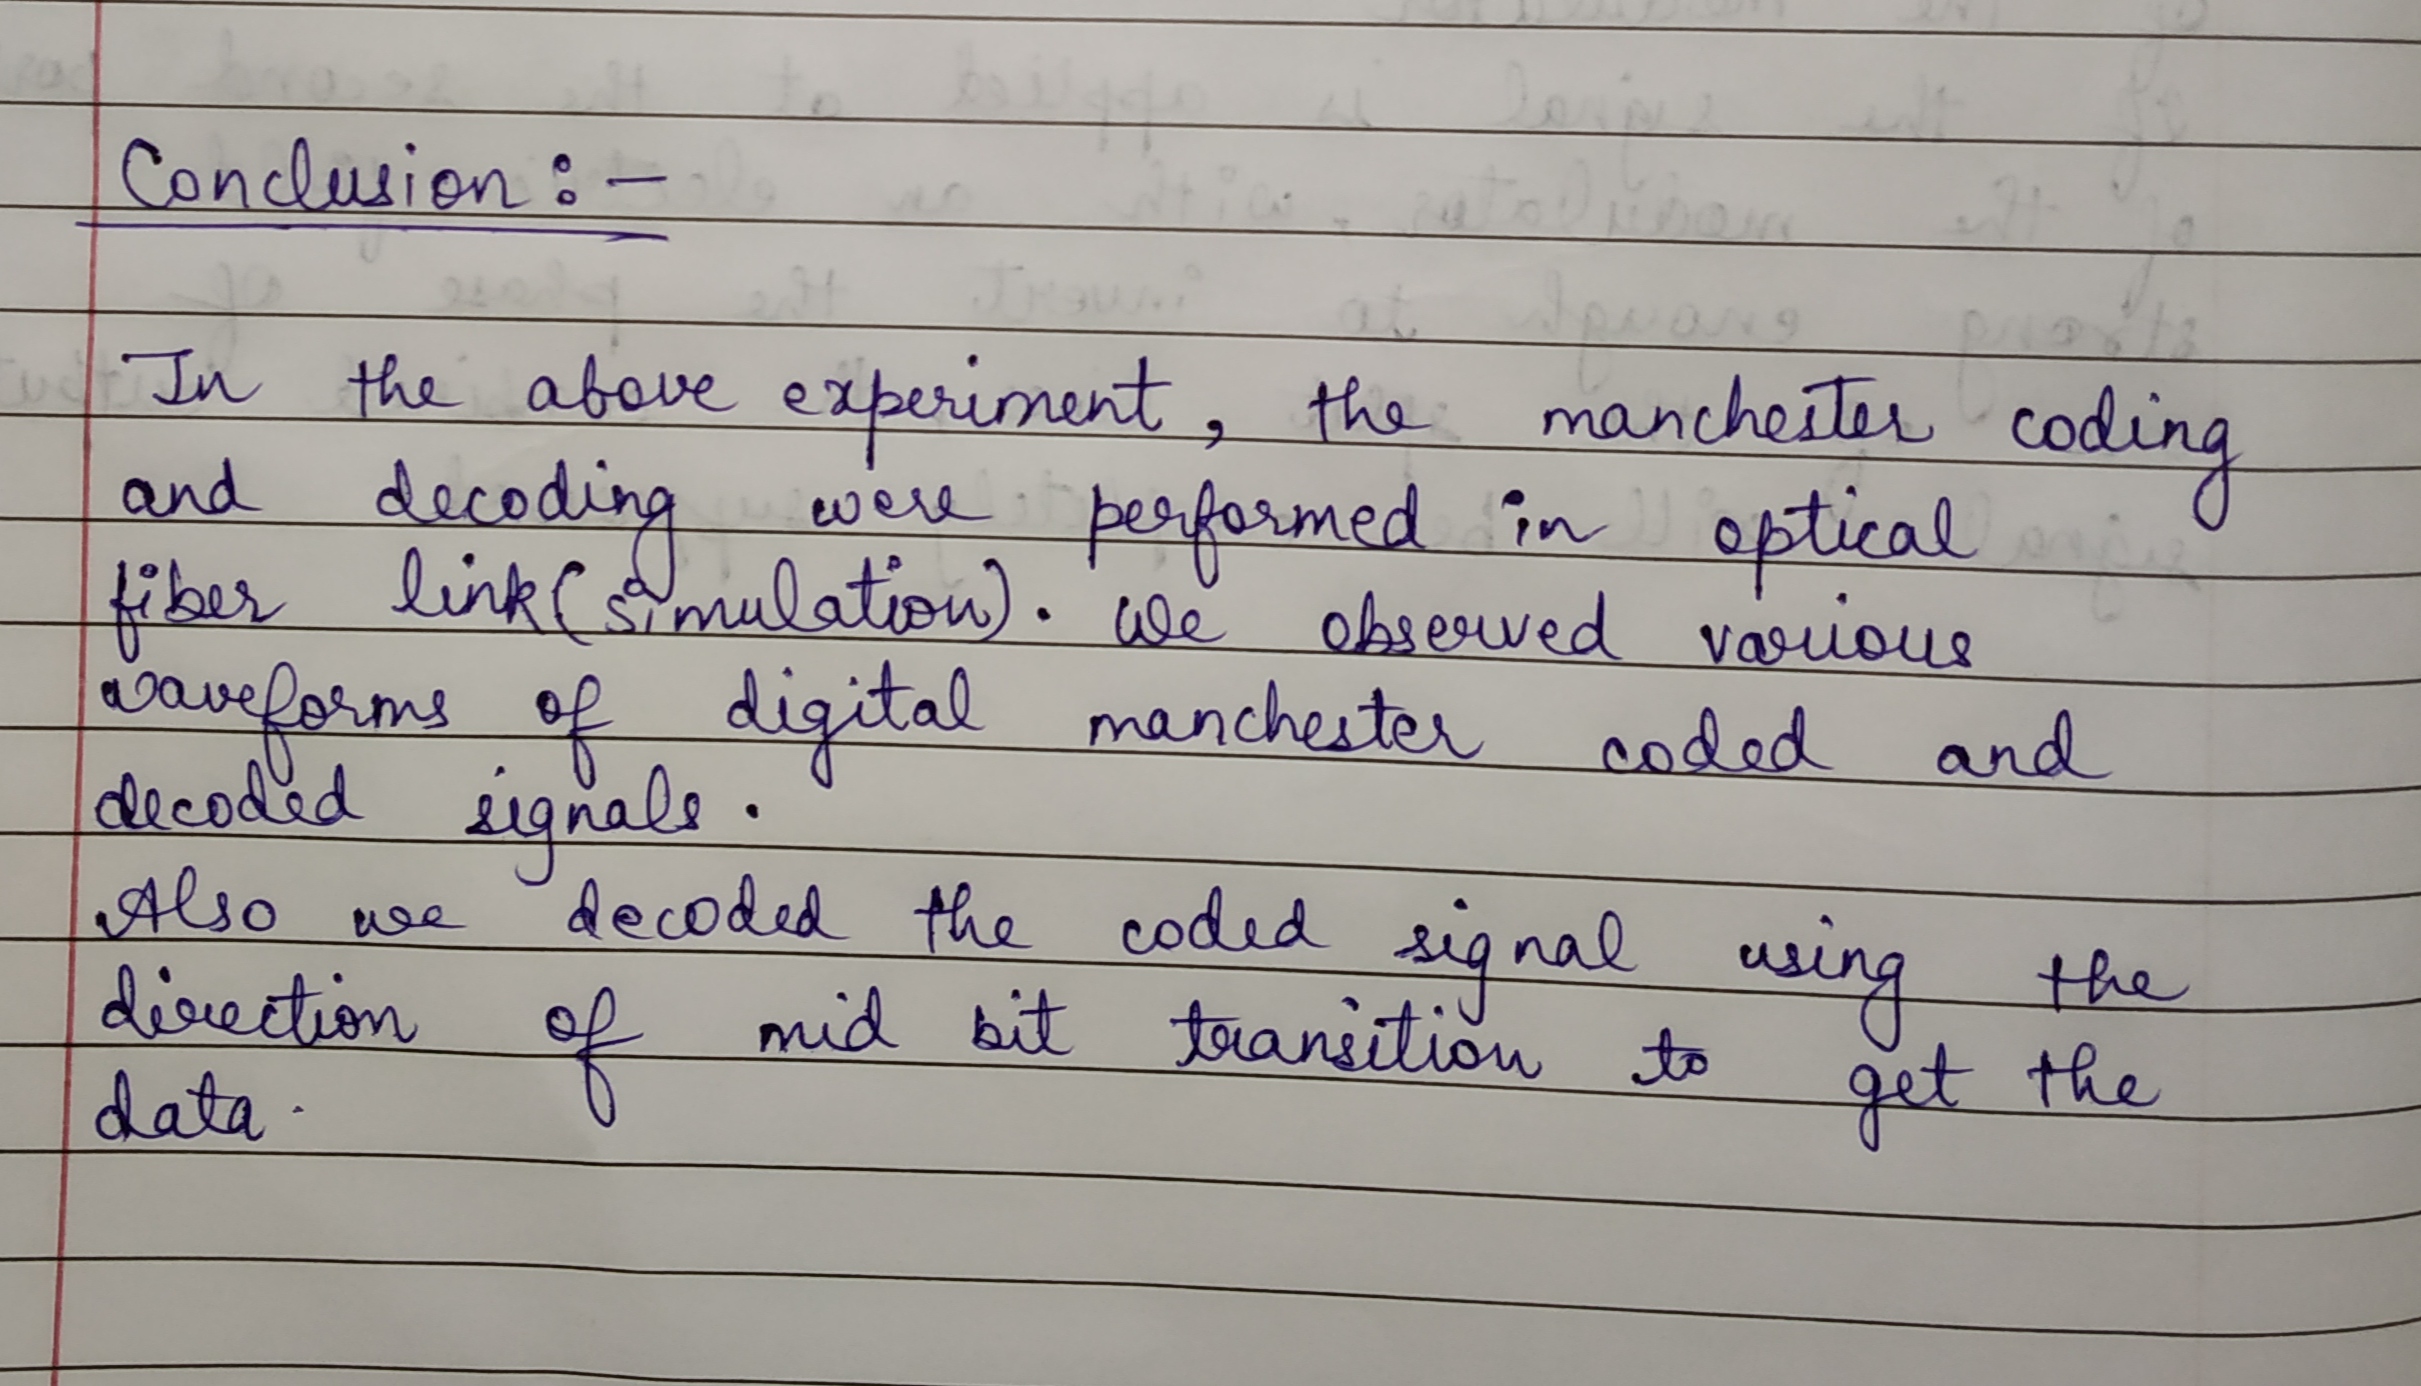 Conclusion :-
In the above experiment, the manchester coding
and decoding were performed in optical
fiber link(simulation). We observed various
waveforms of digital manchester coded and
decoded signals.
Also we decoded the coded signal using the
direction of mid bit transition to get the
data.